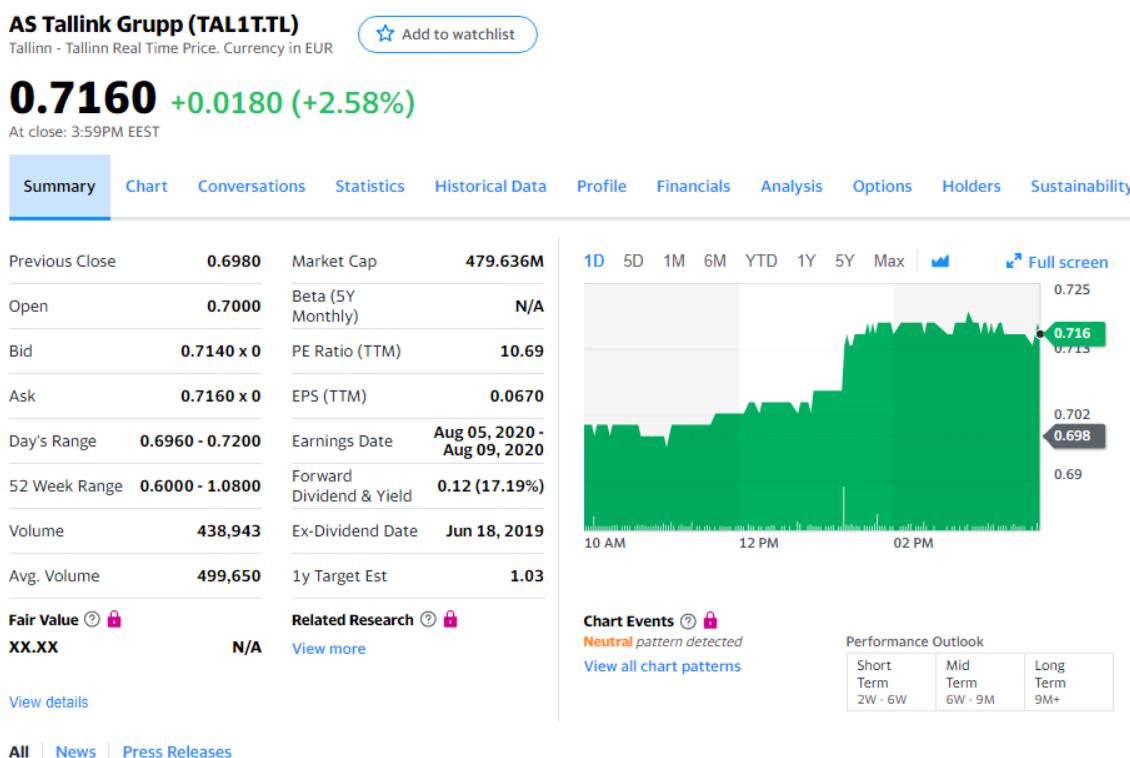 AS Tallink Grupp (TAL1T.TL)
Add to watchlist
Tallinn - Tallinn Real Time Price. Currency in EUR
0.7160 +0.0180 (+2.58%)
At close: 3:59PM EEST
Summary Chart Conversations Statistics Historical Data Profile Financials Analysis Options Holders Sustainability
Previous Close 0.6980
Open 0.7000
Bid 0.7140 x 0
Ask 0.7160 x 0
Day's Range 0.6960 - 0.7200
52 Week Range 0.6000 - 1.0800
Volume 438,943
Avg. Volume 499,650
Market Cap 479.636M
Beta (5Y
Monthly) N/A
PE Ratio (TTM) 10.69
EPS (TTM) 0.0670
Earnings Date Aug 05, 2020 -
Aug 09, 2020
Forward
Dividend & Yield 0.12 (17.19%)
Ex-Dividend Date Jun 18, 2019
1y Target Est 1.03
1D 5D 1M 6M YTD 1Y 5Y Max Full screen
0.725
0.716
0.713
0.702
0.698
0.69
10 AM 12 PM 02 PM
Fair Value ?
XX.XX N/A
View details
Related Research ?
View more
Chart Events ?
Neutral pattern detected
View all chart patterns
Performance Outlook
Short
Term
2W - 6W
Mid
Term
6W - 9M
Long
Term
9M+
All News Press Releases